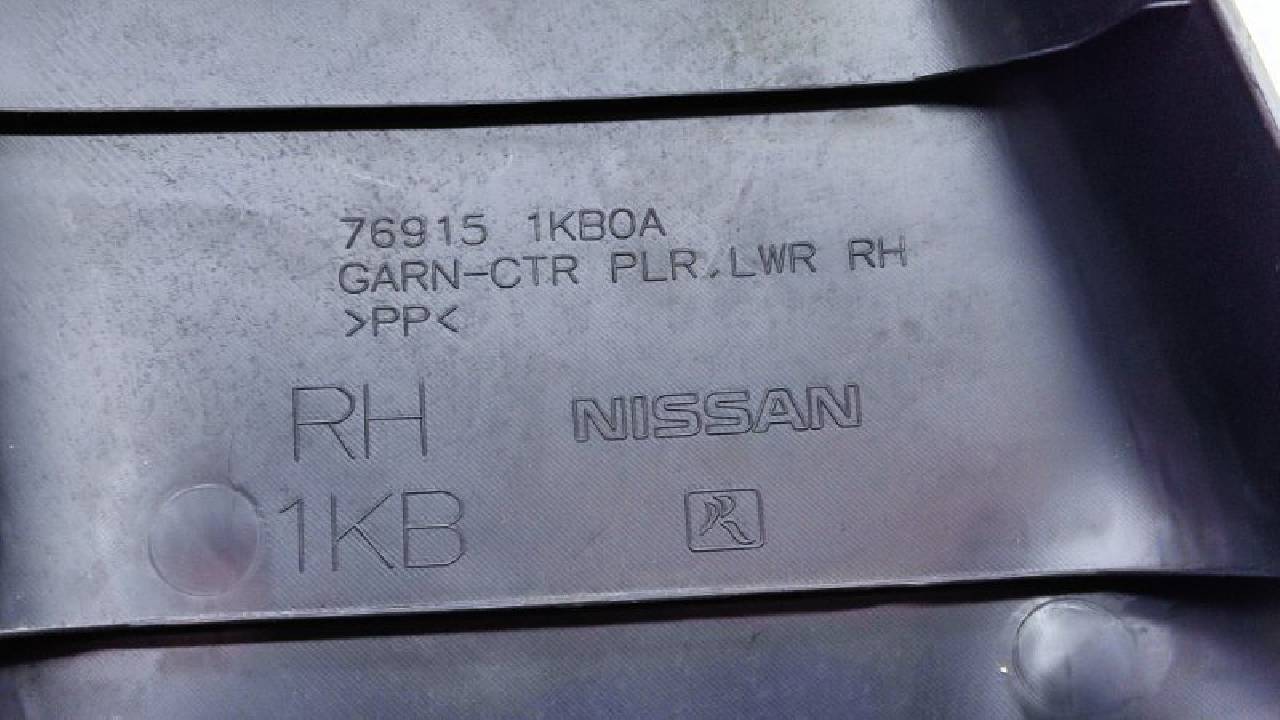 76915 1KB0A
GARN-CTR PLR,LWR RH
>PP<
RH
NISSAN
1KB
R